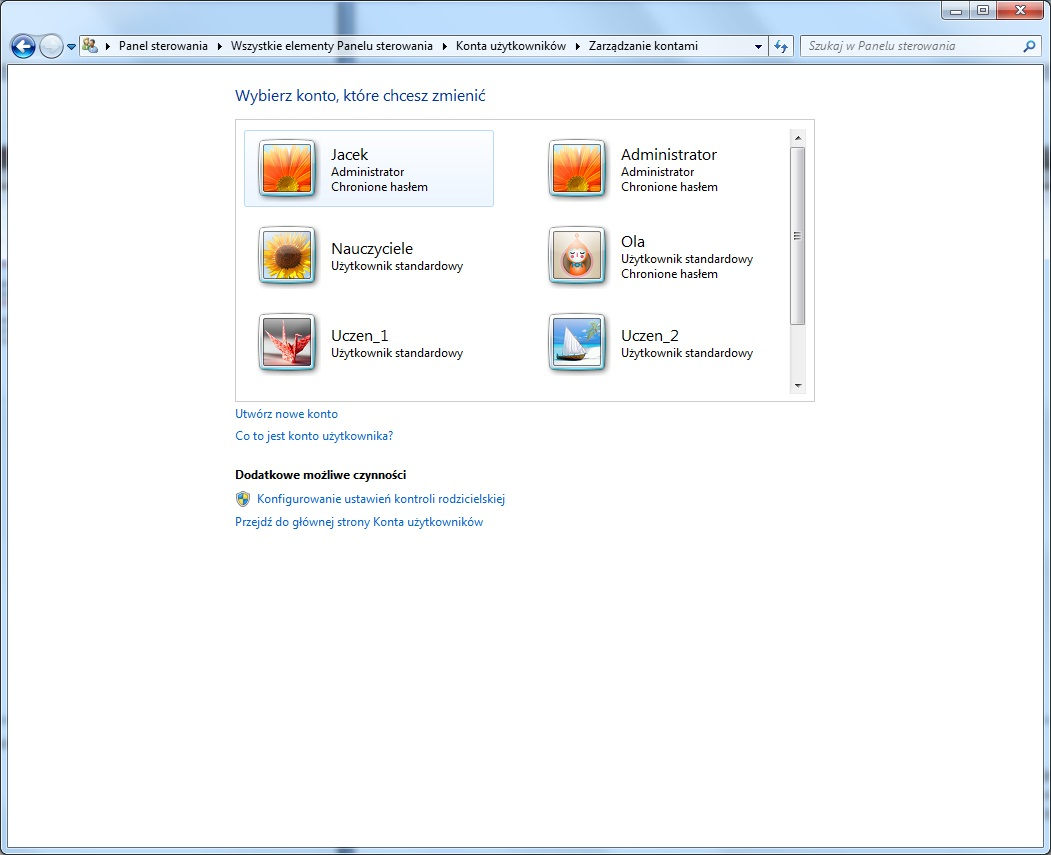 Panel sterowania Wszystkie elementy Panelu sterowania Konta użytkowników Zarządzanie kontami Szukaj w Panelu sterowania
Wybierz konto, które chcesz zmienić
Jacek
Administrator
Chronione hasłem
Administrator
Administrator
Chronione hasłem
Nauczyciele
Użytkownik standardowy
Ola
Użytkownik standardowy
Chronione hasłem
Uczen_1
Użytkownik standardowy
Uczen_2
Użytkownik standardowy
Utwórz nowe konto
Co to jest konto użytkownika?
Dodatkowe możliwe czynności
Konfigurowanie ustawień kontroli rodzicielskiej
Przejdź do głównej strony Konta użytkowników